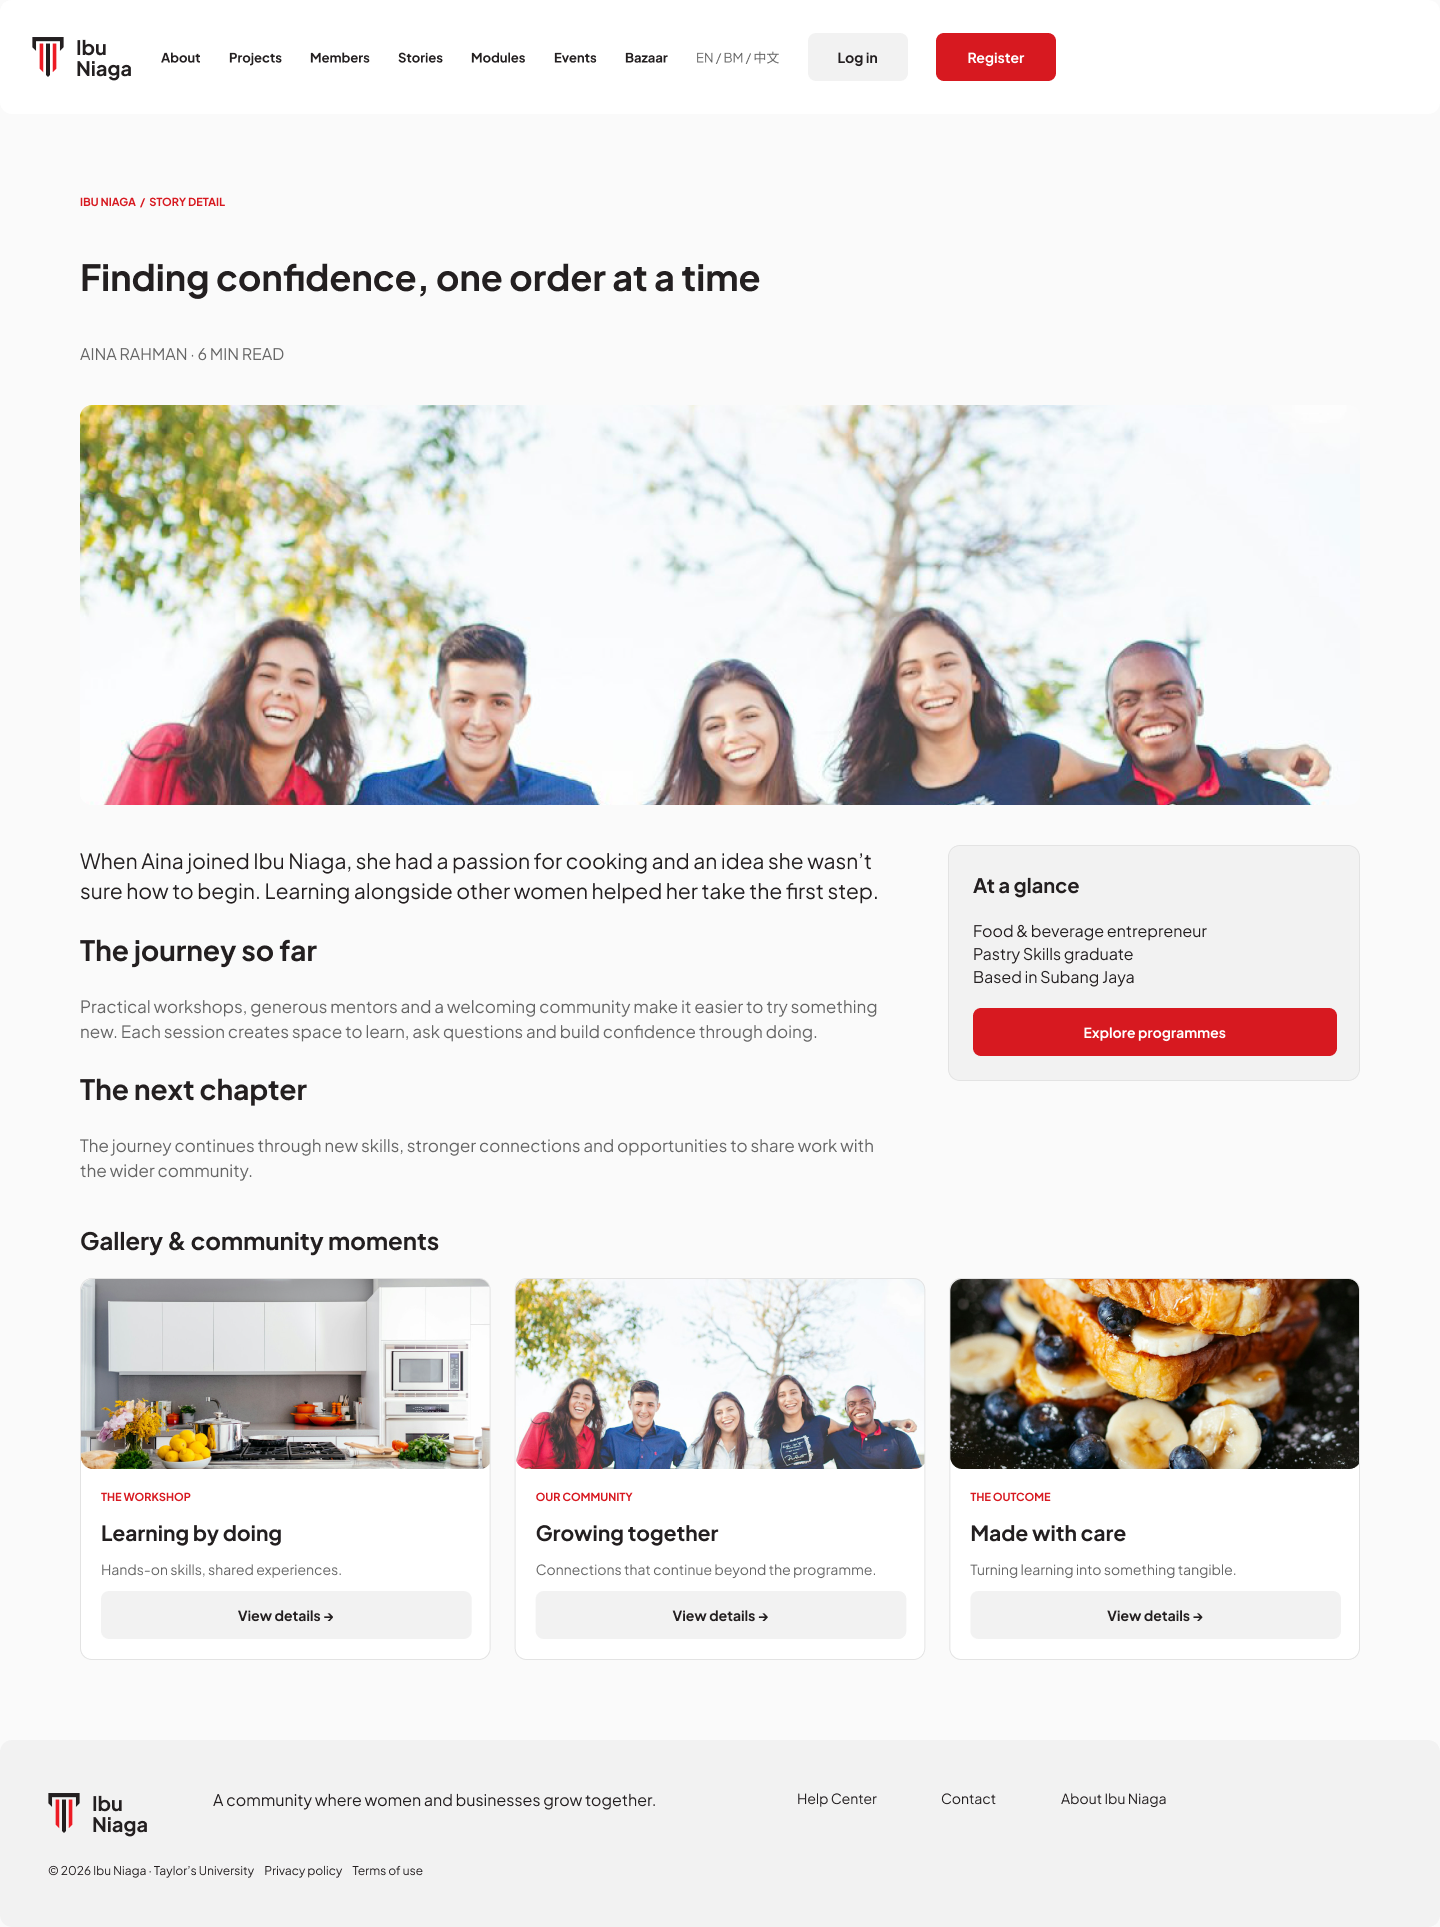 Ibu
Niaga
About Projects Members Stories Modules Events Bazaar EN / BM / 中文 Log in Register
IBU NIAGA / STORY DETAIL
Finding confidence, one order at a time
AINA RAHMAN · 6 MIN READ
When Aina joined Ibu Niaga, she had a passion for cooking and an idea she wasn’t
sure how to begin. Learning alongside other women helped her take the first step.
The journey so far
Practical workshops, generous mentors and a welcoming community make it easier to try something
new. Each session creates space to learn, ask questions and build confidence through doing.
The next chapter
The journey continues through new skills, stronger connections and opportunities to share work with
the wider community.
At a glance
Food & beverage entrepreneur
Pastry Skills graduate
Based in Subang Jaya
Explore programmes
Gallery & community moments
THE WORKSHOP
Learning by doing
Hands-on skills, shared experiences.
View details →
OUR COMMUNITY
Growing together
Connections that continue beyond the programme.
View details →
THE OUTCOME
Made with care
Turning learning into something tangible.
View details →
Ibu
Niaga
A community where women and businesses grow together.
Help Center Contact About Ibu Niaga
© 2026 Ibu Niaga · Taylor’s University Privacy policy Terms of use